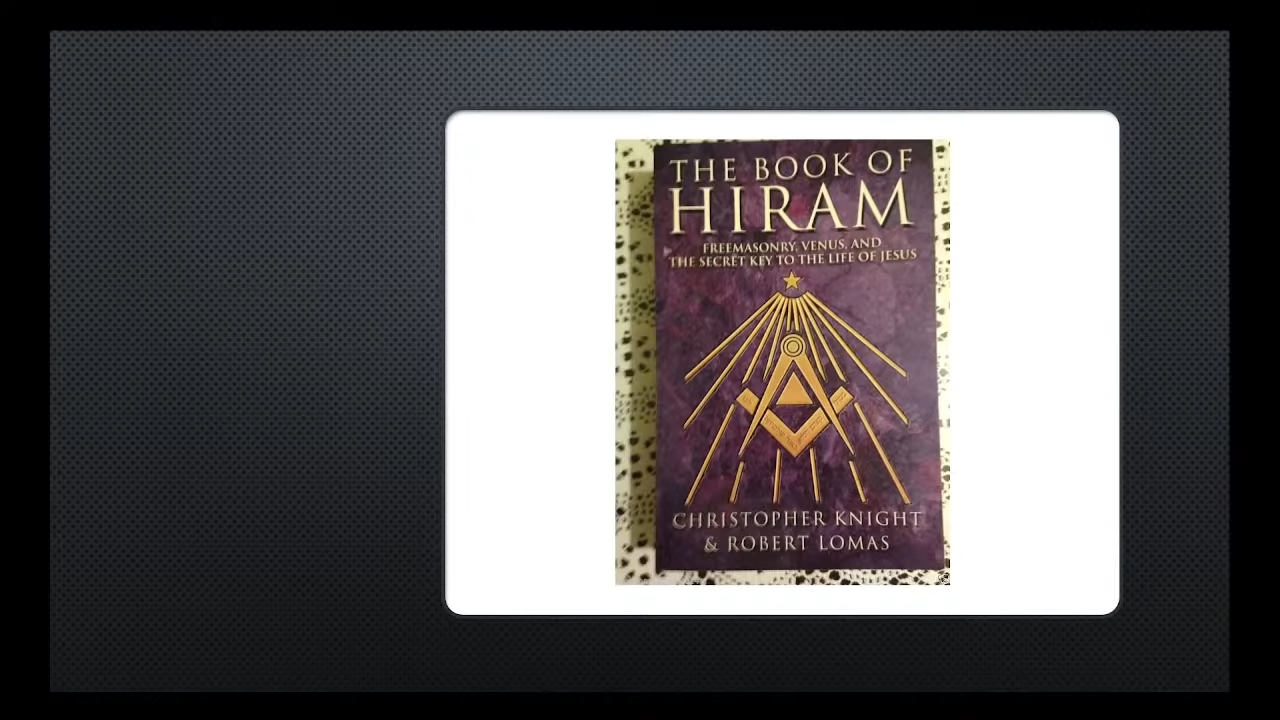 THE BOOK OF
HIRAM
FREEMASONRY, VENUS, AND
THE SECRET KEY TO THE LIFE OF JESUS
CHRISTOPHER KNIGHT
& ROBERT LOMAS